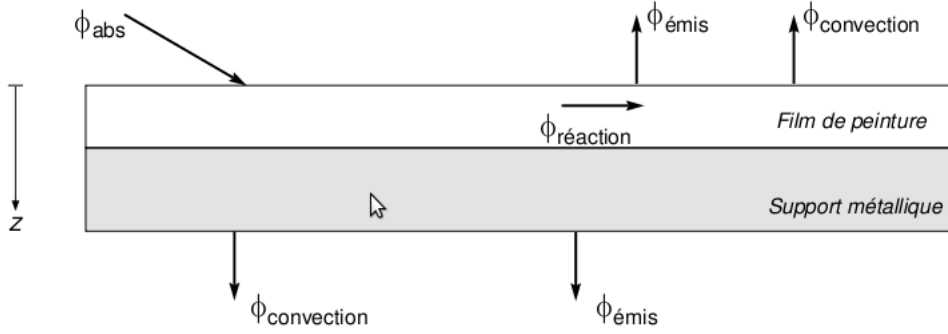 ϕabs
ϕémis
ϕconvection
ϕréaction
Film de peinture
Support métallique
z
ϕconvection
ϕémis